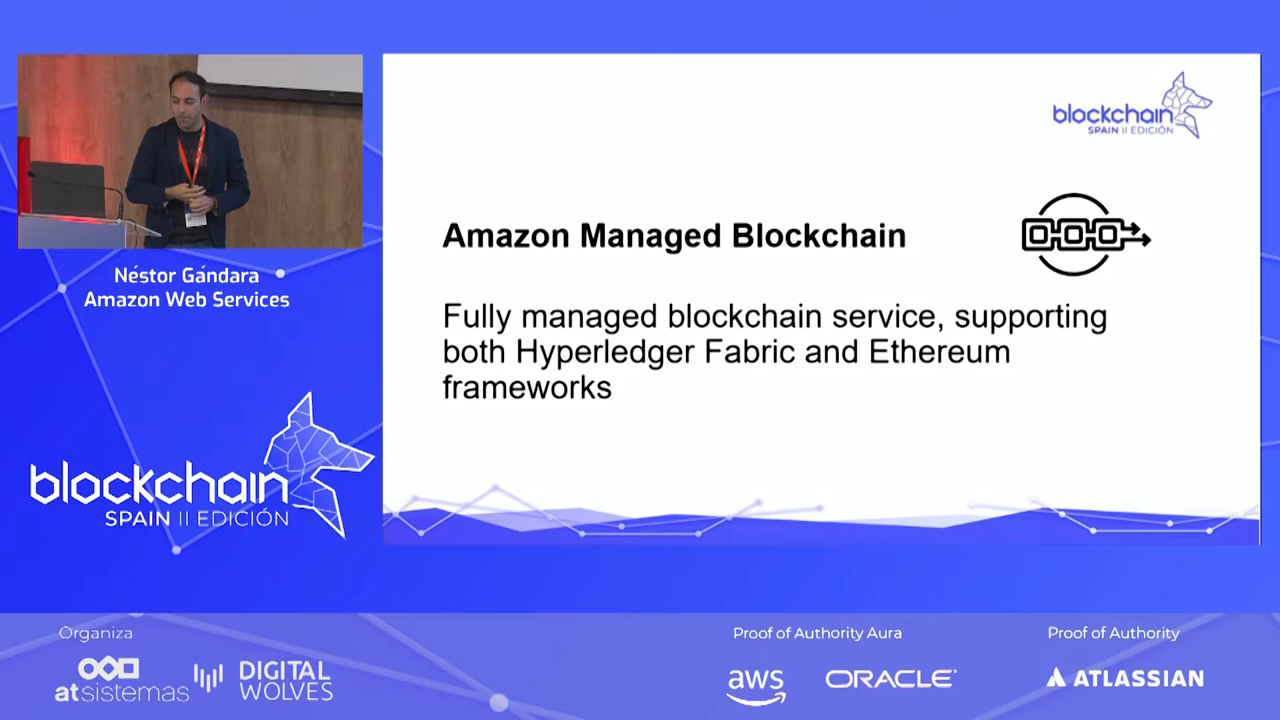 blockchain
SPAIN II EDICIÓN
Amazon Managed Blockchain
Fully managed blockchain service, supporting
both Hyperledger Fabric and Ethereum
frameworks
Néstor Gándara
Amazon Web Services
blockchain
SPAIN II EDICIÓN
Organiza
atsistemas
DIGITAL
WOLVES
Proof of Authority Aura
aws
ORACLE
Proof of Authority
ATLASSIAN